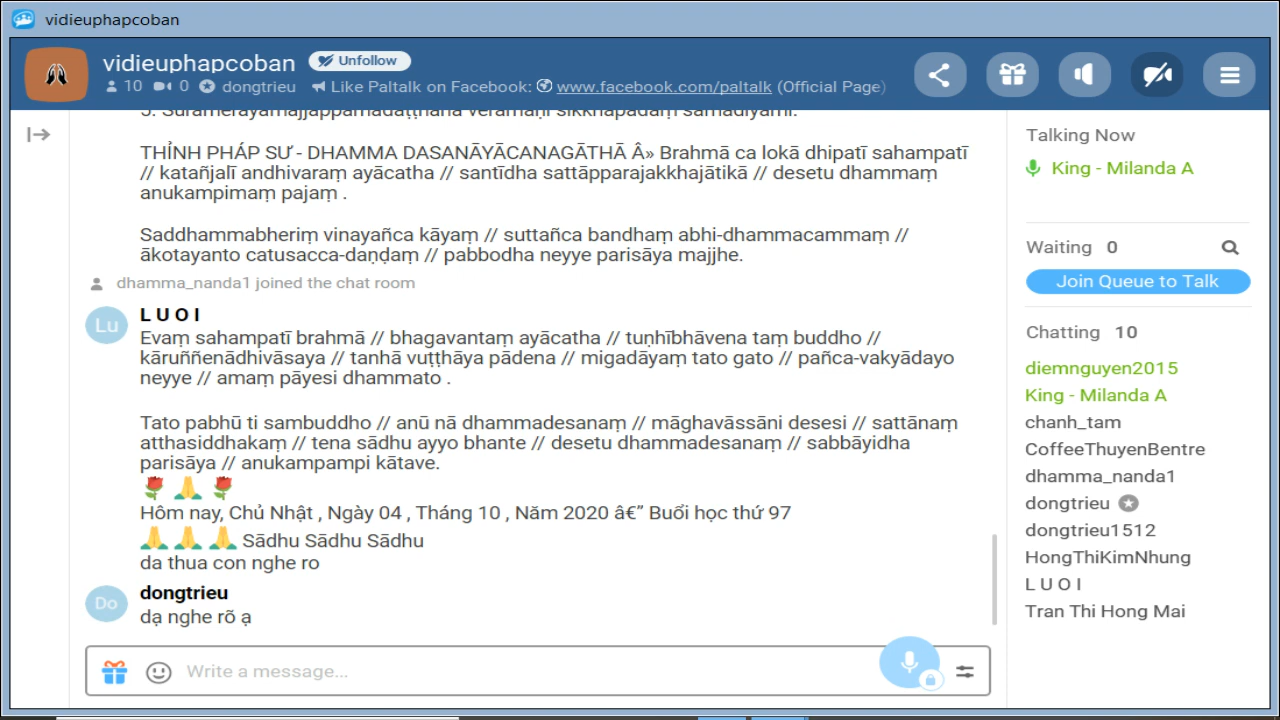 vidieuphapcoban
vidieuphapcoban Unfollow
10 0 dongtrieu Like Paltalk on Facebook: www.facebook.com/paltalk (Official Page)
5. Surāmerayamajjappamādaṭṭhānā veramaṇī sikkhāpadaṃ samādiyāmi.
THỈNH PHÁP SƯ - DHAMMA DASANĀYĀCANAGĀTHĀ Â» Brahmā ca lokā dhipatī sahampatī
// katañjalī andhivaraṃ ayācatha // santīdha sattāpparajakkhajātikā // desetu dhammaṃ
anukampimaṃ pajaṃ .
Saddhammabheriṃ vinayañca kāyaṃ // suttañca bandhaṃ abhi-dhammacammaṃ //
ākotayanto catusacca-daṇḍaṃ // pabbodha neyye parisāya majjhe.
dhamma_nanda1 joined the chat room
Lu
L U O I
Evaṃ sahampatī brahmā // bhagavantaṃ ayācatha // tuṇhībhāvena taṃ buddho //
kāruññenādhivāsaya // tanhā vuṭṭhāya pādena // migadāyaṃ tato gato // pañca-vakyādayo
neyye // amaṃ pāyesi dhammato .
Tato pabhū ti sambuddho // anū nā dhammadesanaṃ // māghavāssāni desesi // sattānaṃ
atthasiddhakaṃ // tena sādhu ayyo bhante // desetu dhammadesanaṃ // sabbāyidha
parisāya // anukampampi kātave.
🌹 🙏 🌹
Hôm nay, Chủ Nhật , Ngày 04 , Tháng 10 , Năm 2020 â€” Buổi học thứ 97
🙏 🙏 🙏 Sādhu Sādhu Sādhu
da thua con nghe ro
Do
dongtrieu
dạ nghe rõ ạ
Write a message...
Talking Now
King - Milanda A
Waiting 0
Join Queue to Talk
Chatting 10
diemnguyen2015
King - Milanda A
chanh_tam
CoffeeThuyenBentre
dhamma_nanda1
dongtrieu
dongtrieu1512
HongThiKimNhung
L U O I
Tran Thi Hong Mai